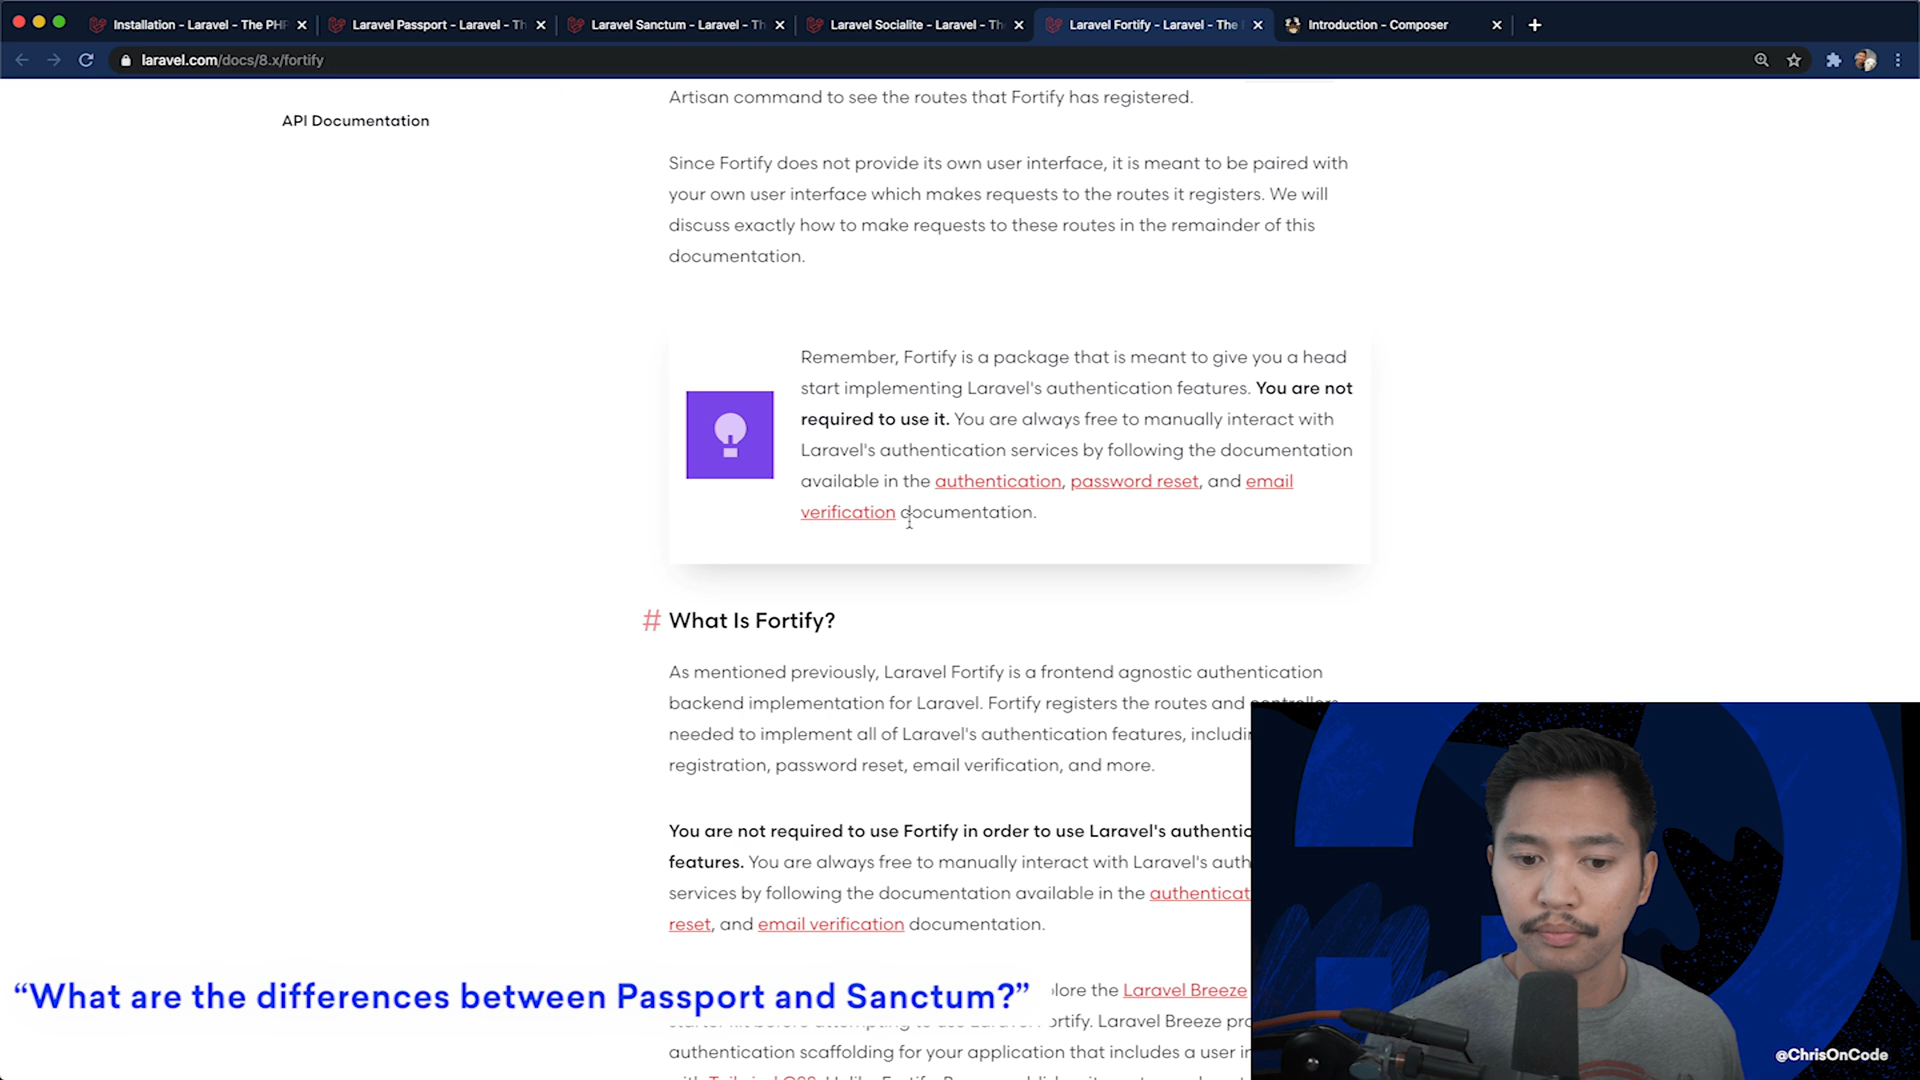 Installation - Laravel - The PHP
Laravel Passport - Laravel - Th
Laravel Sanctum - Laravel - Th
Laravel Socialite - Laravel - The
Laravel Fortify - Laravel - The
Introduction - Composer
laravel.com/docs/8.x/fortify
API Documentation
Artisan command to see the routes that Fortify has registered.
Since Fortify does not provide its own user interface, it is meant to be paired with
your own user interface which makes requests to the routes it registers. We will
discuss exactly how to make requests to these routes in the remainder of this
documentation.
Remember, Fortify is a package that is meant to give you a head
start implementing Laravel's authentication features. You are not
required to use it. You are always free to manually interact with
Laravel's authentication services by following the documentation
available in the authentication, password reset, and email
verification documentation.
# What Is Fortify?
As mentioned previously, Laravel Fortify is a frontend agnostic authentication
backend implementation for Laravel. Fortify registers the routes and controllers
needed to implement all of Laravel's authentication features, includin
registration, password reset, email verification, and more.
You are not required to use Fortify in order to use Laravel's authentic
features. You are always free to manually interact with Laravel's auth
services by following the documentation available in the authenticat
reset, and email verification documentation.
“What are the differences between Passport and Sanctum?”
lore the Laravel Breeze
ortify. Laravel Breeze pro
authentication scaffolding for your application that includes a user in
@ChrisOnCode